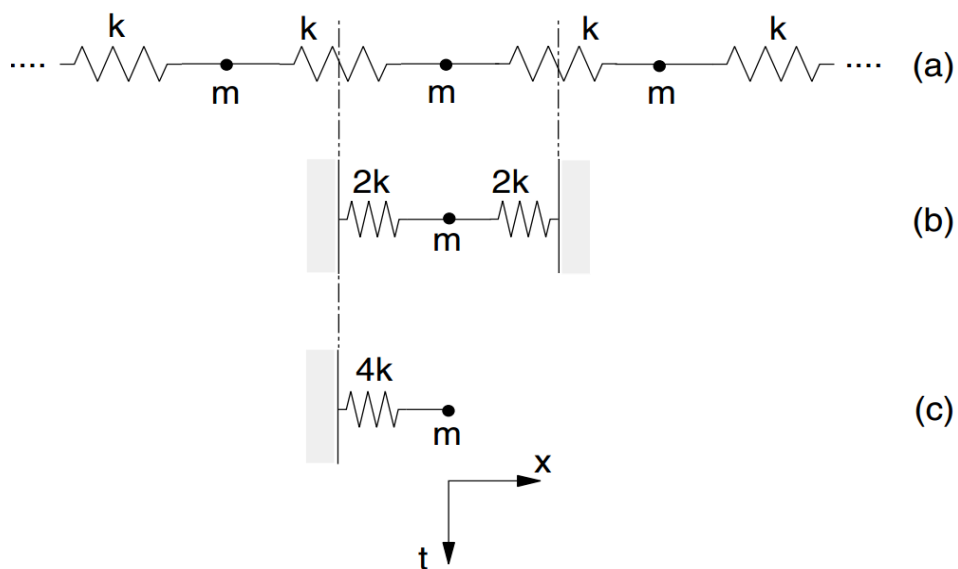 k k k k
.... m m m .... (a)
2k 2k
m (b)
4k
m (c)
x
t